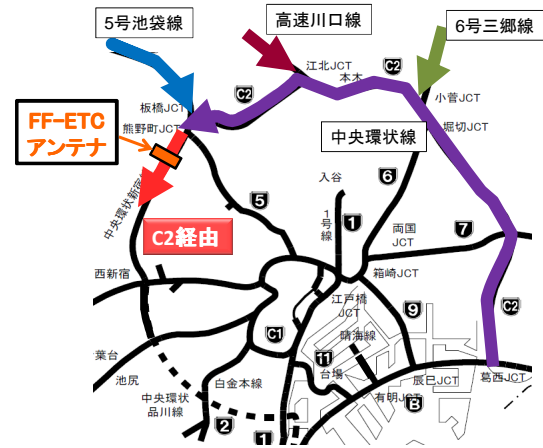 5号池袋線
高速川口線
6号三郷線
江北JCT
本木
C2
C2
小菅JCT
板橋JCT
熊野町JCT
堀切JCT
FF-ETC
アンテナ
中央環状線
入谷
6
中央環状新宿線
5
1号線
1
両国
JCT
7
C2経由
西新宿
箱崎JCT
江戸橋
JCT
9
C2
C1
晴海線
11
台場
葉台
池尻
白金本線
辰巳JCT
葛西JCT
有明JCT
中央環状
品川線
B
2
1